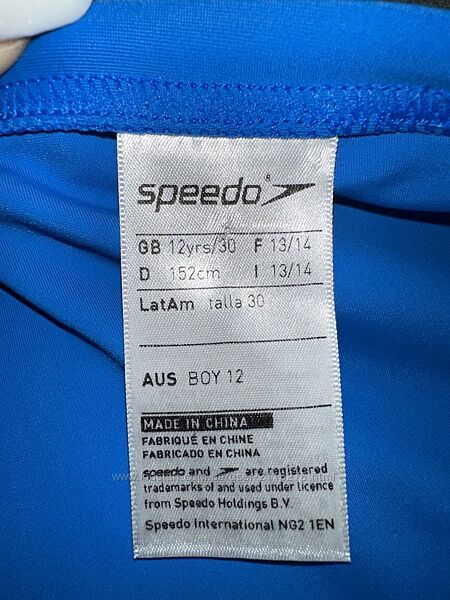 speedo®
GB 12yrs/30 F 13/14
D 152cm I 13/14
LatAm talla 30
AUS BOY 12
MADE IN CHINA
FABRIQUÉ EN CHINE
FABRICADO EN CHINA
speedo and are registered
trademarks of and used under licence
from Speedo Holdings B.V.
Speedo International NG2 1EN